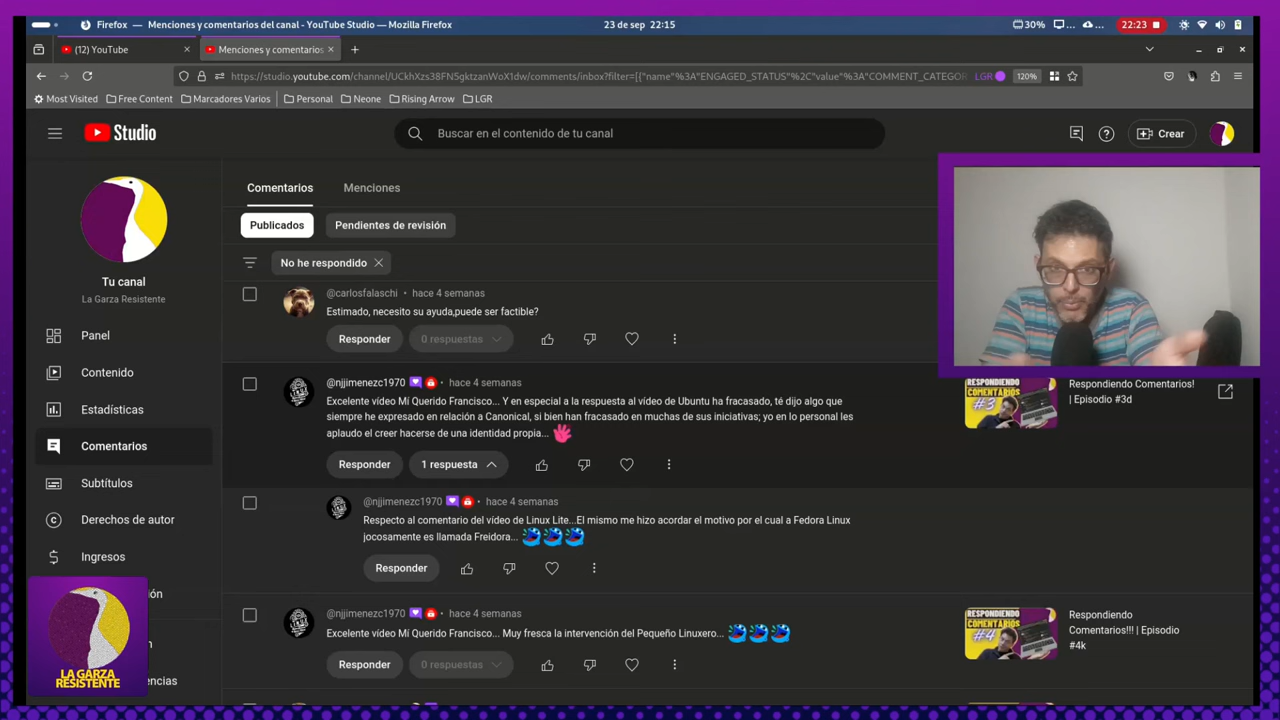 Firefox — Menciones y comentarios del canal - YouTube Studio — Mozilla Firefox
23 de sep 22:15
30%
22:23
(12) YouTube
Menciones y comentarios
https://studio.youtube.com/channel/UCkhXzs38FN5gktzanWoX1dw/comments/inbox?filter=[{"name"%3A"ENGAGED_STATUS"%2C"value"%3A"COMMENT_CATEGOR
LGR
120%
Most Visited
Free Content
Marcadores Varios
Personal
Neone
Rising Arrow
LGR
Studio
Buscar en el contenido de tu canal
Crear
Comentarios
Menciones
Publicados
Pendientes de revisión
No he respondido
Tu canal
La Garza Resistente
Panel
Contenido
Estadísticas
Comentarios
Subtítulos
Derechos de autor
Ingresos
LA GARZA
RESISTENTE
@carlosfalaschi • hace 4 semanas
Estimado, necesito su ayuda,puede ser factible?
Responder
0 respuestas
@njjimenezc1970 • hace 4 semanas
Excelente vídeo Mi Querido Francisco... Y en especial a la respuesta al vídeo de Ubuntu ha fracasado, té dijo algo que
siempre he expresado en relación a Canonical, si bien han fracasado en muchas de sus iniciativas; yo en lo personal les
aplaudo el creer hacerse de una identidad propia...
Responder
1 respuesta
RESPONDIENDO
COMENTARIOS
#3
Respondiendo Comentarios!
| Episodio #3d
@njjimenezc1970 • hace 4 semanas
Respecto al comentario del vídeo de Linux Lite...El mismo me hizo acordar el motivo por el cual a Fedora Linux
jocosamente es llamada Freidora...
Responder
@njjimenezc1970 • hace 4 semanas
Excelente vídeo Mi Querido Francisco... Muy fresca la intervención del Pequeño Linuxero...
Responder
0 respuestas
RESPONDIENDO
COMENTARIOS
#4
Respondiendo
Comentarios!!! | Episodio
#4k